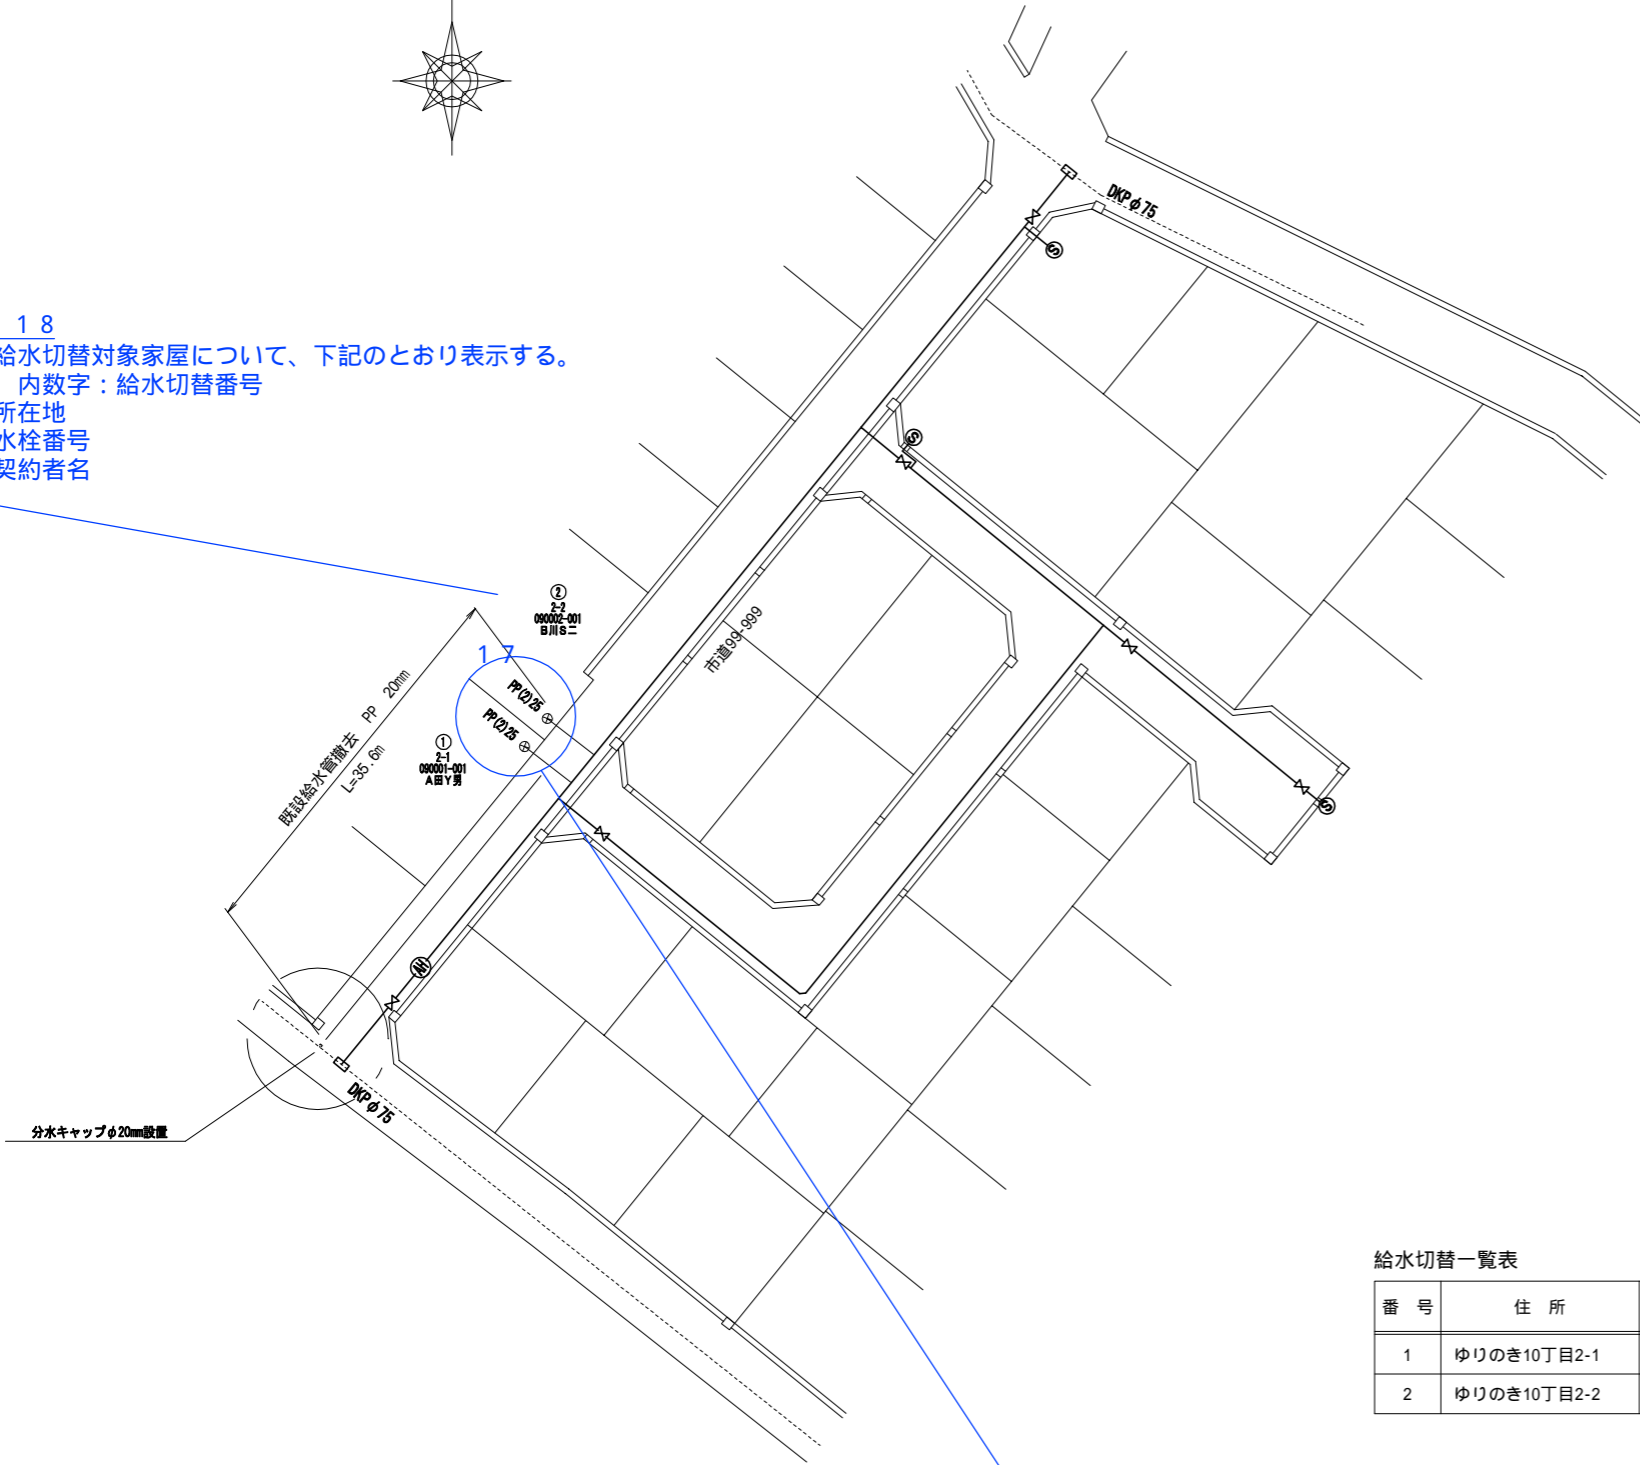 18
給水切替対象家屋について、下記のとおり表示する。
内数字：給水切替番号
所在地
水栓番号
契約者名
DKPφ75
Ⓢ
Ⓢ
②
2-2
090002-001
B川S二
17
PP(2)25
PP(2)25
①
2-1
090001-001
A田Y男
既設給水管撤去 PP 20mm
L=35.6m
市道99-999
Ⓢ
AH
DKPφ75
分水キャップφ20mm設置
給水切替一覧表
番 号 住 所
1 ゆりのき10丁目2-1
2 ゆりのき10丁目2-2